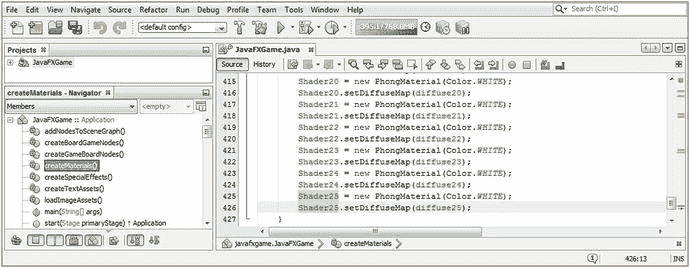 File Edit View Navigate Source Refactor Run Debug Profile Team Tools Window Help
Search (Ctrl+I)
<default config>
395.1/768.0MB
Projects
JavaFXGame
createMaterials - Navigator
Members
<empty>
JavaFXGame :: Application
addNodesToSceneGraph()
createBoardGameNodes()
createGameBoardNodes()
createMaterials()
createSpecialEffects()
createTextAssets()
loadImageAssets()
main(String[] args)
start(Stage primaryStage) ↑ Application
JavaFXGame.java
Source History
415 Shader20 = new PhongMaterial(Color.WHITE);
416 Shader20.setDiffuseMap(diffuse20);
417 Shader21 = new PhongMaterial(Color.WHITE);
418 Shader21.setDiffuseMap(diffuse21);
419 Shader22 = new PhongMaterial(Color.WHITE);
420 Shader22.setDiffuseMap(diffuse22);
421 Shader23 = new PhongMaterial(Color.WHITE);
422 Shader23.setDiffuseMap(diffuse23);
423 Shader24 = new PhongMaterial(Color.WHITE);
424 Shader24.setDiffuseMap(diffuse24);
425 Shader25 = new PhongMaterial(Color.WHITE);
426 Shader25.setDiffuseMap(diffuse25);
427 }
javafxgame.JavaFXGame createMaterials
426:13 INS